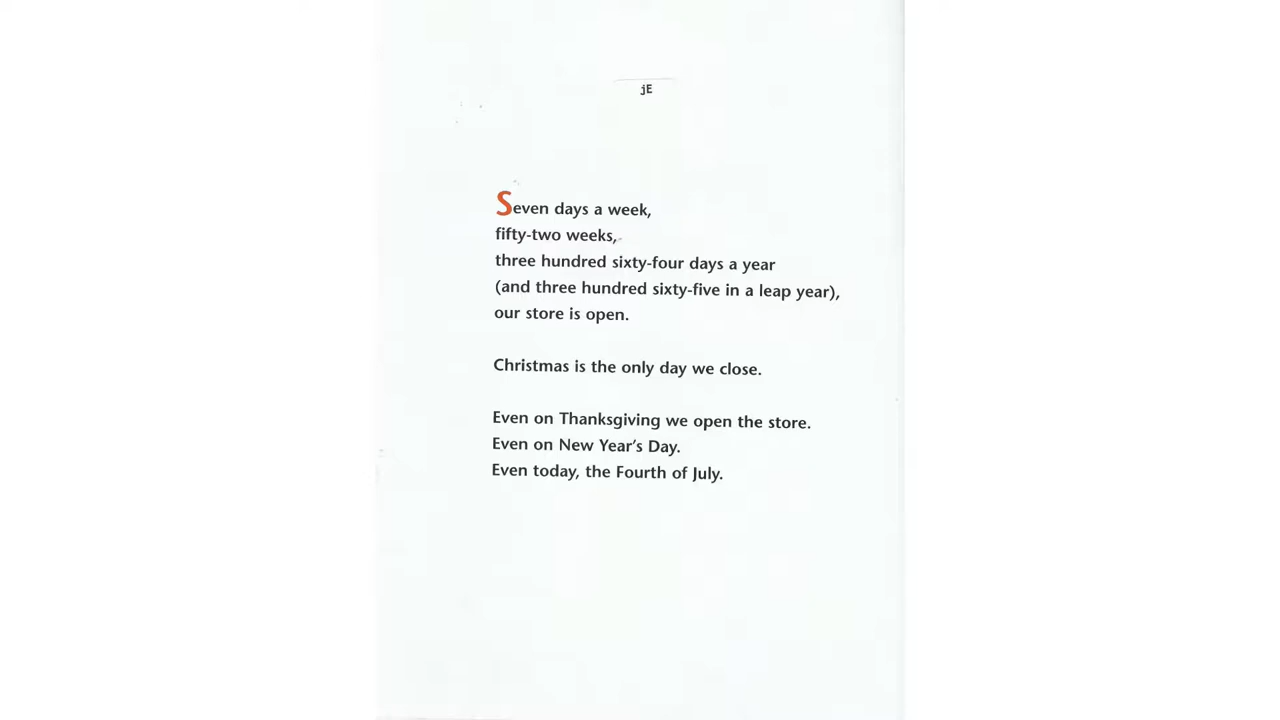 jE
Seven days a week,
fifty-two weeks,
three hundred sixty-four days a year
(and three hundred sixty-five in a leap year),
our store is open.
Christmas is the only day we close.
Even on Thanksgiving we open the store.
Even on New Year's Day.
Even today, the Fourth of July.